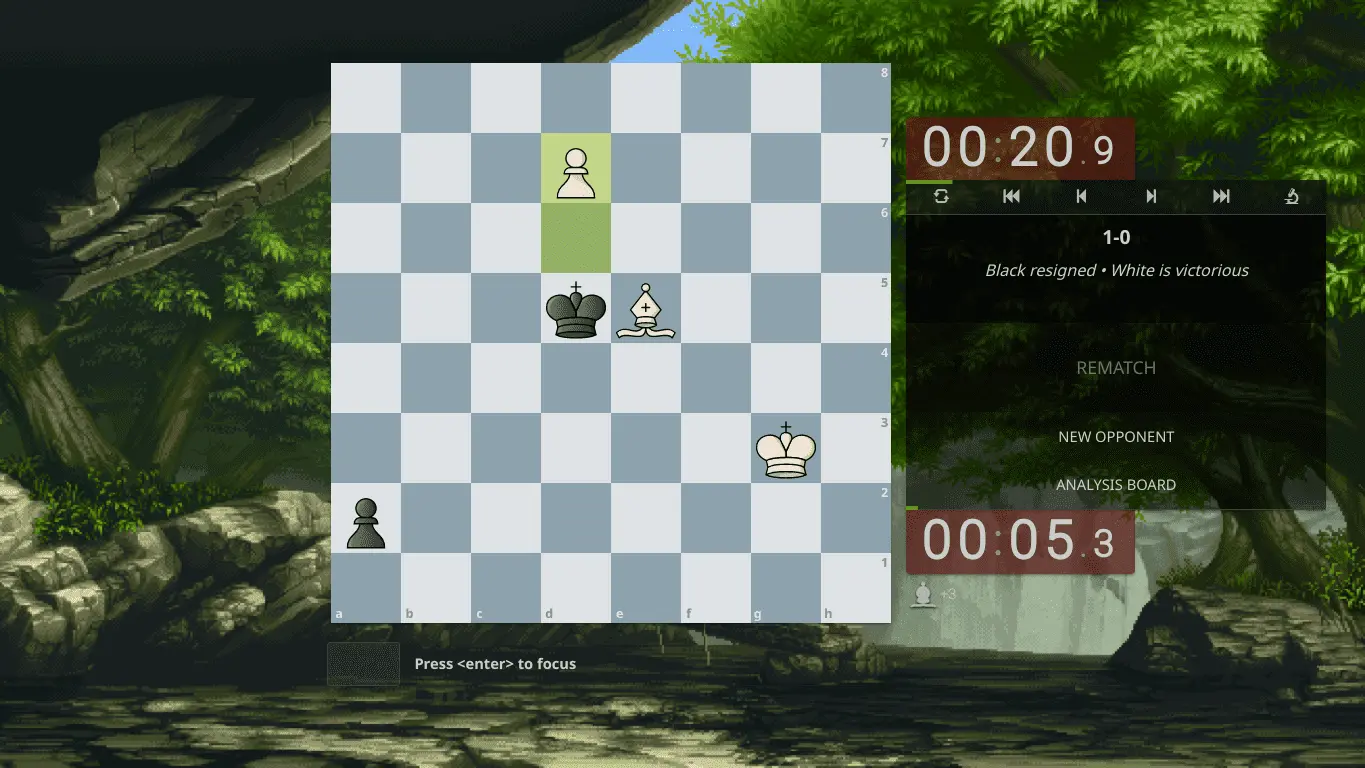 8
7
6
5
4
3
2
1
a b c d e f g h
00:20.9
1-0
Black resigned • White is victorious
REMATCH
NEW OPPONENT
ANALYSIS BOARD
00:05.3
+3
Press <enter> to focus